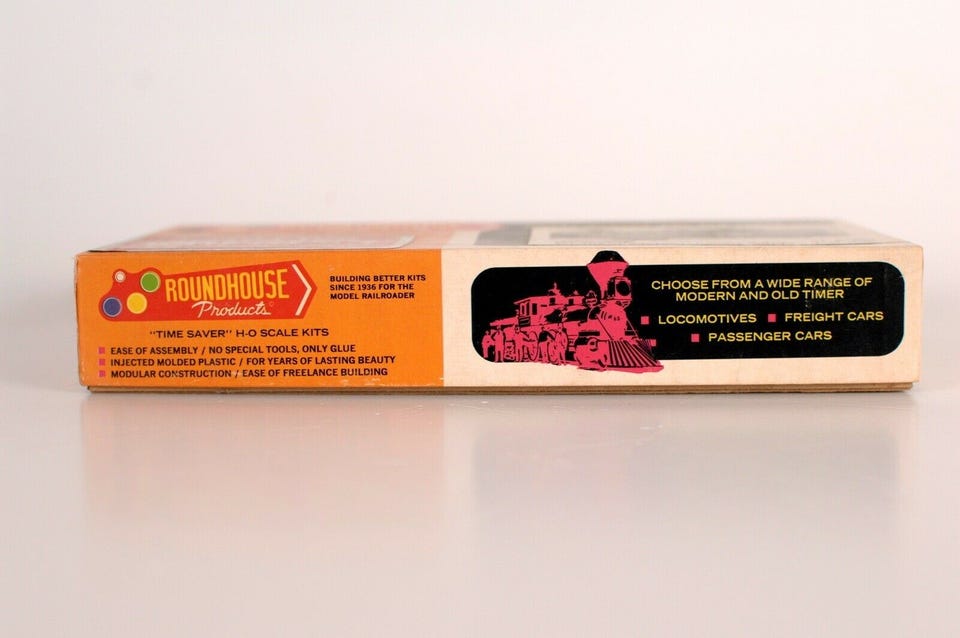 ROUNDHOUSE
Products©
BUILDING BETTER KITS
SINCE 1936 FOR THE
MODEL RAILROADER
"TIME SAVER" H-O SCALE KITS
EASE OF ASSEMBLY / NO SPECIAL TOOLS, ONLY GLUE
INJECTED MOLDED PLASTIC / FOR YEARS OF LASTING BEAUTY
MODULAR CONSTRUCTION / EASE OF FREELANCE BUILDING
CHOOSE FROM A WIDE RANGE OF
MODERN AND OLD TIMER
LOCOMOTIVES FREIGHT CARS
PASSENGER CARS